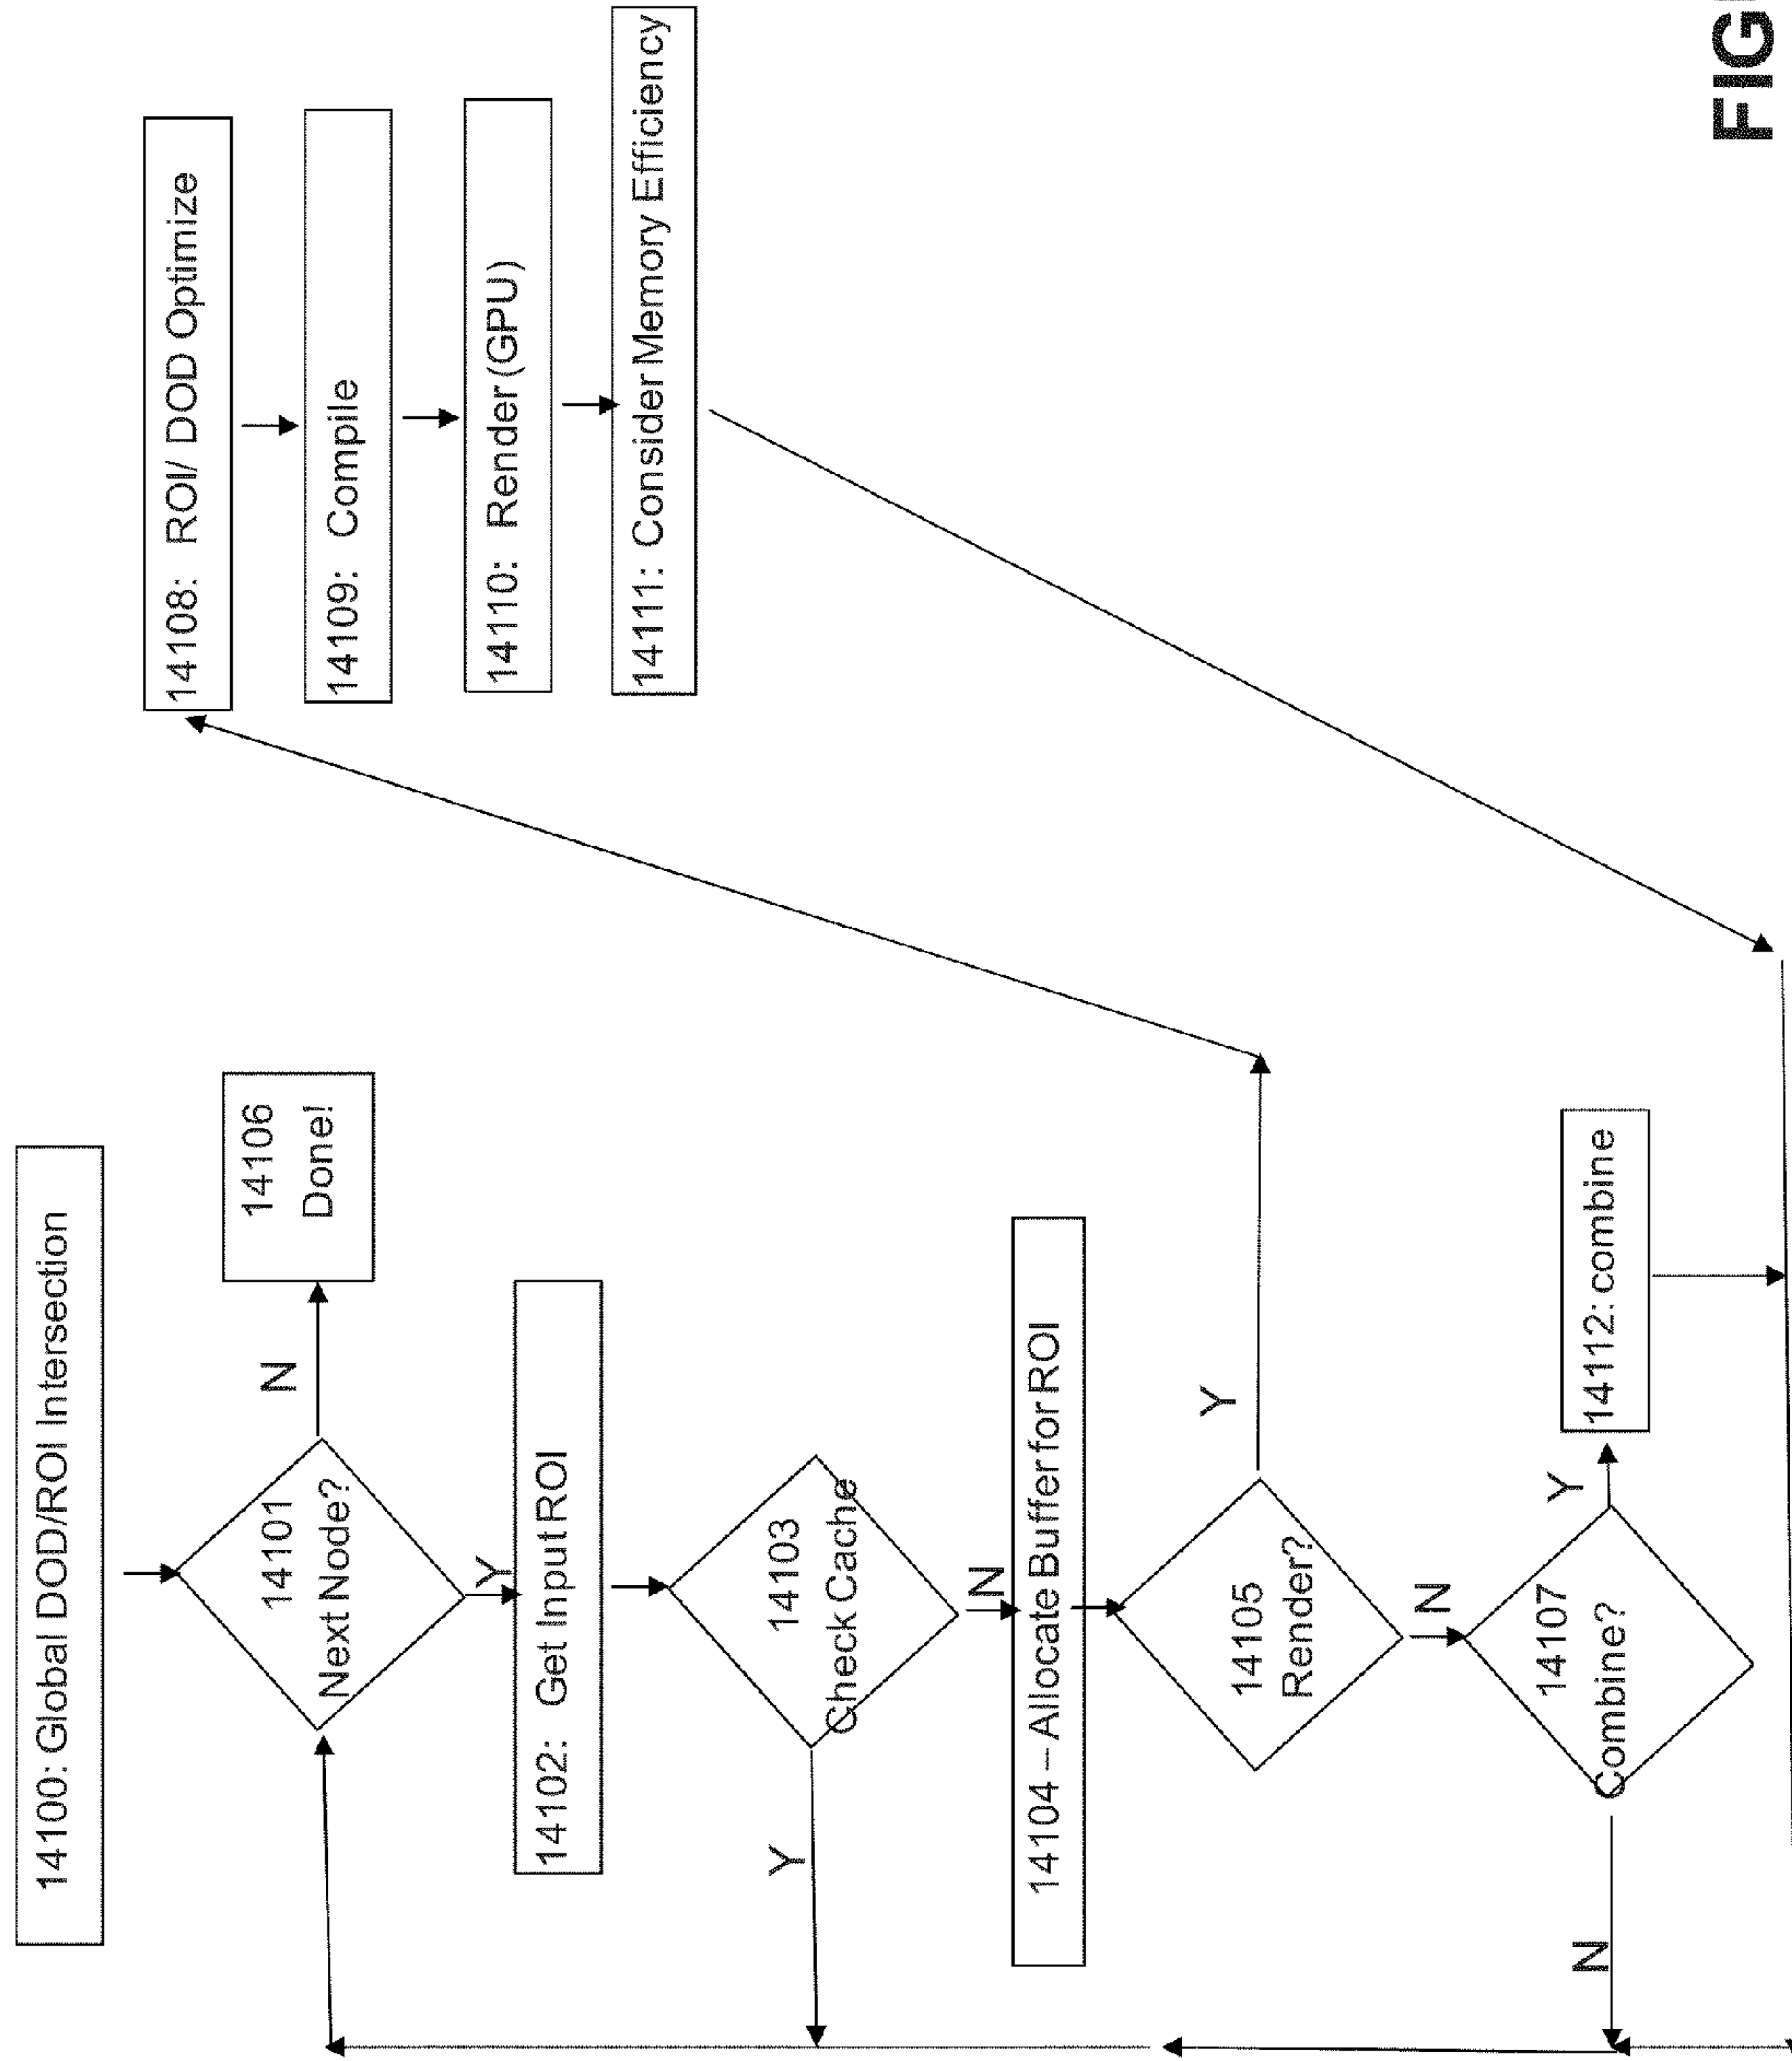 14100: Global DOD/ROI Intersection
14101
Next Node?
N
14106
Done!
Y
14102: Get Input ROI
14103
Check Cache
Y
N
14104 – Allocate Buffer for ROI
14105
Render?
Y
N
14107
Combine?
Y
N
14112: combine
14108: ROI/ DOD Optimize
14109: Compile
14110: Render (GPU)
14111: Consider Memory Efficiency
FIG